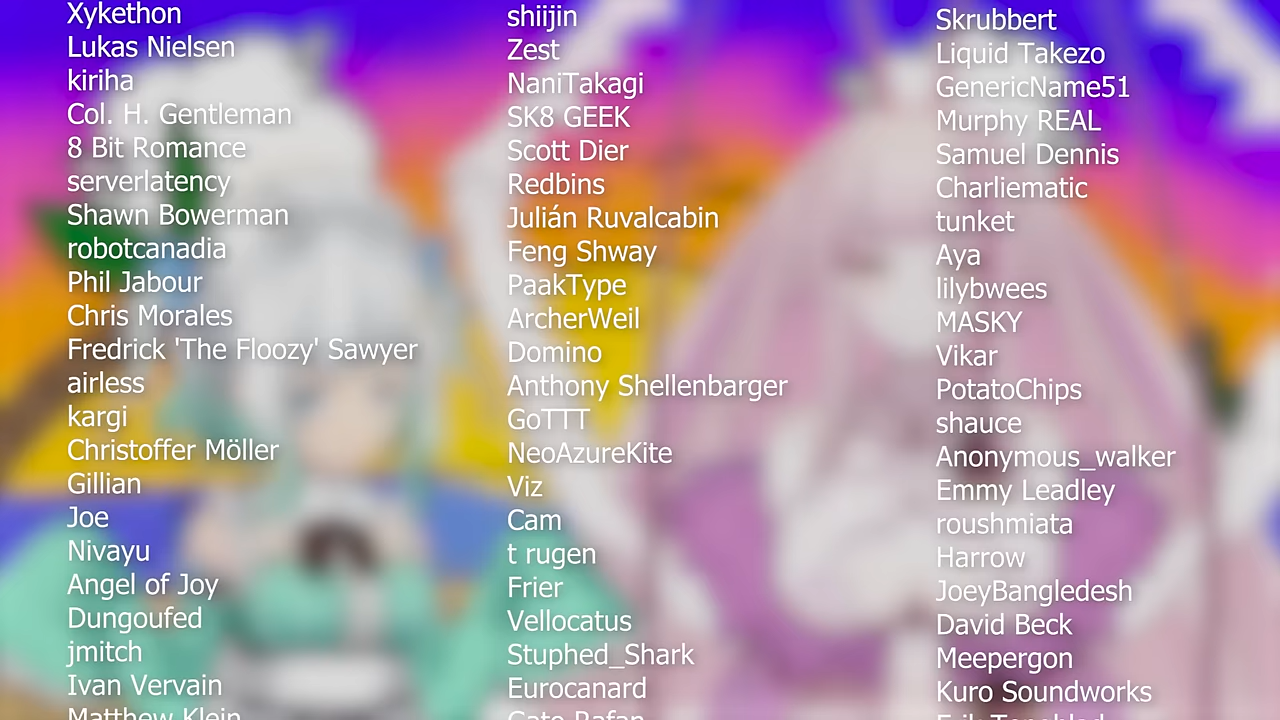 Xykethon
Lukas Nielsen
kiriha
Col. H. Gentleman
8 Bit Romance
serverlatency
Shawn Bowerman
robotcanadia
Phil Jabour
Chris Morales
Fredrick 'The Floozy' Sawyer
airless
kargi
Christoffer Möller
Gillian
Joe
Nivayu
Angel of Joy
Dungoufed
jmitch
Ivan Vervain
Matthew Klein
shiijin
Zest
NaniTakagi
SK8 GEEK
Scott Dier
Redbins
Julián Ruvalcabin
Feng Shway
PaakType
ArcherWeil
Domino
Anthony Shellenbarger
GoTTT
NeoAzureKite
Viz
Cam
t rugen
Frier
Vellocatus
Stuphed_Shark
Eurocanard
Skrubbert
Liquid Takezo
GenericName51
Murphy REAL
Samuel Dennis
Charliematic
tunket
Aya
lilybwees
MASKY
Vikar
PotatoChips
shauce
Anonymous_walker
Emmy Leadley
roushmiata
Harrow
JoeyBangledesh
David Beck
Meepergon
Kuro Soundworks